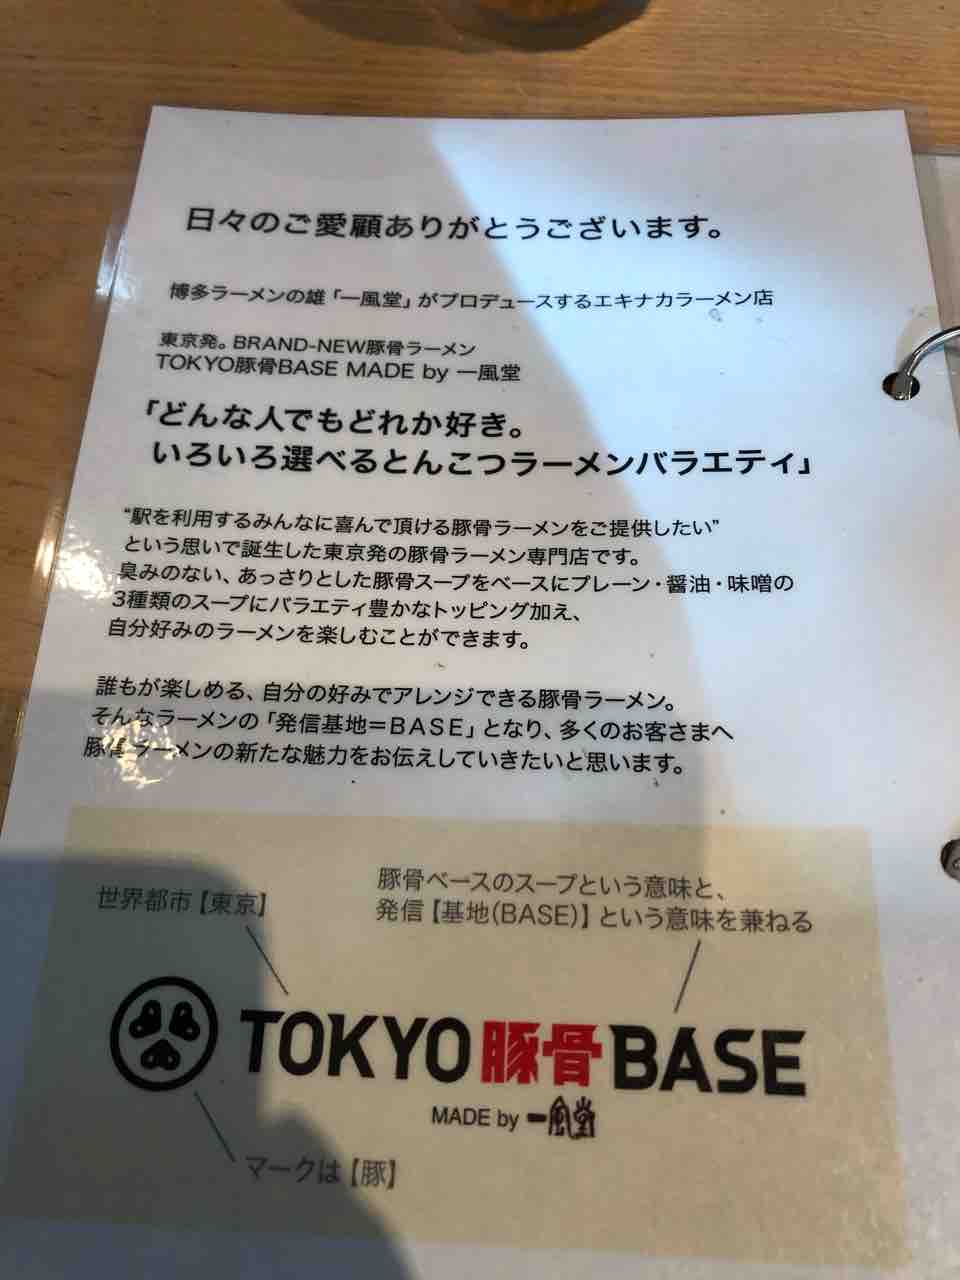 日々のご愛顧ありがとうございます。
博多ラーメンの雄「一風堂」がプロデュースするエキナカラーメン店
東京発。BRAND-NEW豚骨ラーメン
TOKYO豚骨BASE MADE by 一風堂
「どんな人でもどれか好き。
いろいろ選べるとんこつラーメンバラエティ」
“駅を利用するみんなに喜んで頂ける豚骨ラーメンをご提供したい”
という思いで誕生した東京発の豚骨ラーメン専門店です。
臭みのない、あっさりとした豚骨スープをベースにプレーン・醤油・味噌の
3種類のスープにバラエティ豊かなトッピング加え、
自分好みのラーメンを楽しむことができます。
誰もが楽しめる、自分の好みでアレンジできる豚骨ラーメン。
そんなラーメンの「発信基地＝BASE」となり、多くのお客さまへ
豚骨ラーメンの新たな魅力をお伝えしていきたいと思います。
世界都市【東京】
豚骨ベースのスープという意味と、
発信【基地(BASE)】という意味を兼ねる
TOKYO豚骨BASE
MADE by 一風堂
マークは【豚】